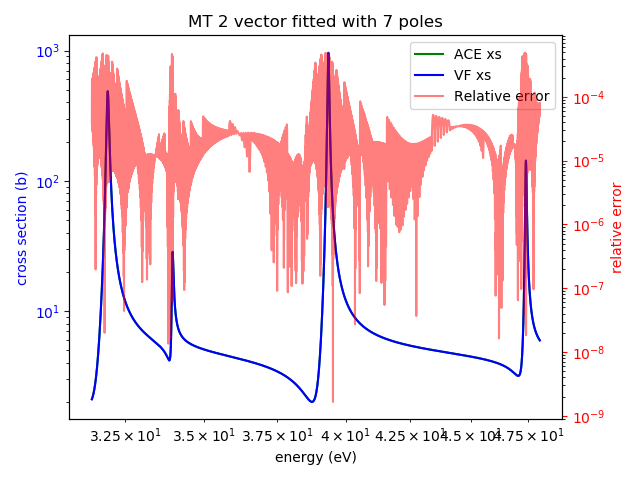 MT 2 vector fitted with 7 poles
ACE xs
VF xs
Relative error
cross section (b)
10³
10²
10¹
relative error
10⁻⁴
10⁻⁵
10⁻⁶
10⁻⁷
10⁻⁸
10⁻⁹
3.25×10¹ 3.5×10¹ 3.75×10¹ 4×10¹ 4.25×10¹ 4.5×10¹ 4.75×10¹
energy (eV)